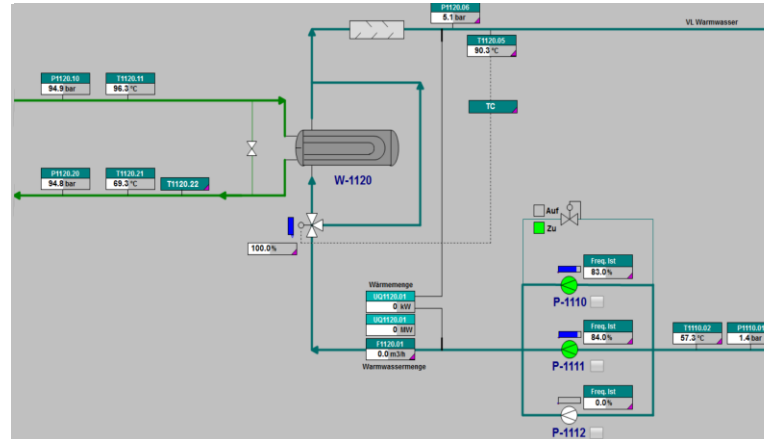 P1120.06
5.1 bar
VL Warmwasser
T1120.05
90.3 °C
P1120.10
94.9 bar
T1120.11
96.3 °C
TC
P1120.20
94.8 bar
T1120.21
69.3 °C
T1120.22
W-1120
100.0%
Auf
Zu
Freq. Ist
83.0%
P-1110
Wärmemenge
UQ1120.01
0 kW
UQ1120.01
0 MW
F1120.01
0.0 m3/h
Warmwassermenge
Freq. Ist
84.0%
P-1111
T1110.02
57.3 °C
P1110.01
1.4 bar
Freq. Ist
0.0%
P-1112